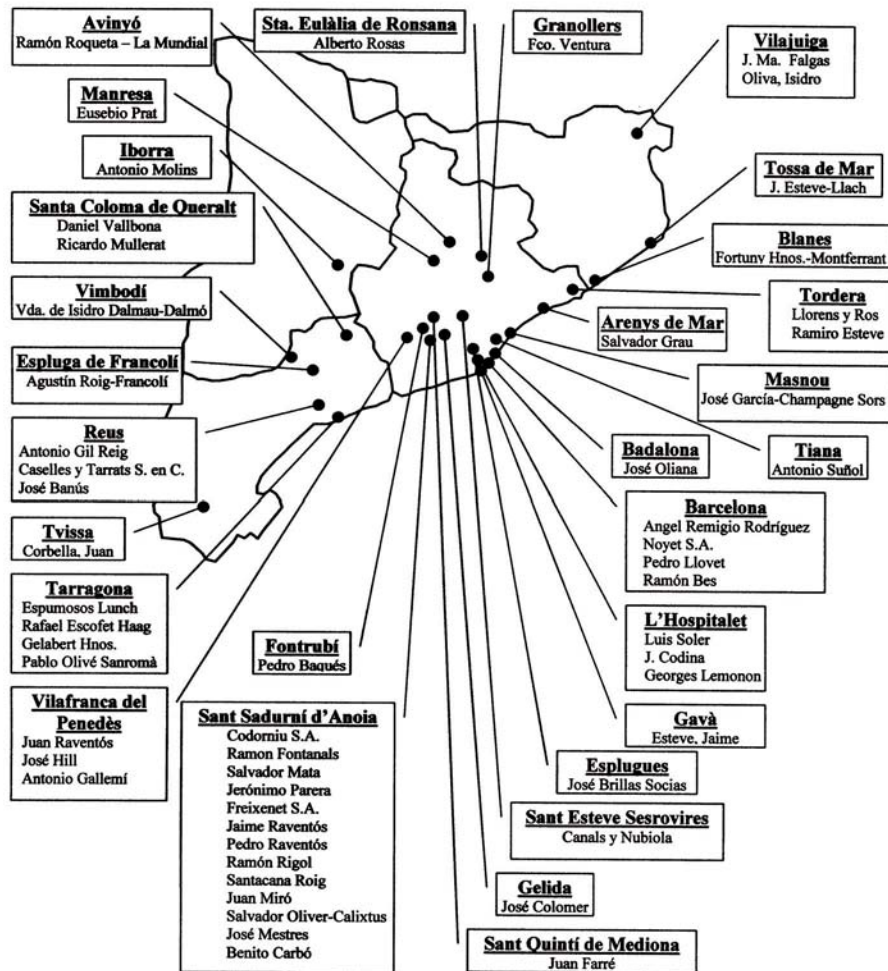 Avinyó
Ramón Roqueta – La Mundial
Sta. Eulàlia de Ronsana
Alberto Rosas
Granollers
Fco. Ventura
Vilajuiga
J. Ma. Falgas
Oliva, Isidro
Manresa
Eusebio Prat
Iborra
Antonio Molins
Tossa de Mar
J. Esteve-Llach
Santa Coloma de Queralt
Daniel Vallbona
Ricardo Mullerat
Blanes
Fortunv Hnos.-Montferrant
Vimbodí
Vda. de Isidro Dalmau-Dalmó
Tordera
Llorens y Ros
Ramiro Esteve
Arenys de Mar
Salvador Grau
Espluga de Francolí
Agustín Roig-Francolí
Masnou
José García-Champagne Sors
Reus
Antonio Gil Reig
Caselles y Tarrats S. en C.
José Banús
Badalona
José Oliana
Tiana
Antonio Suñol
Tvissa
Corbella, Juan
Barcelona
Angel Remigio Rodríguez
Noyet S.A.
Pedro Llovet
Ramón Bes
Tarragona
Espumosos Lunch
Rafael Escofet Haag
Gelabert Hnos.
Pablo Olivé Sanromà
L'Hospitalet
Luis Soler
J. Codina
Georges Lemonon
Fontrubí
Pedro Baqués
Vilafranca del
Penedès
Juan Raventós
José Hill
Antonio Gallemí
Sant Sadurní d'Anoia
Codorniu S.A.
Ramon Fontanals
Salvador Mata
Jerónimo Parera
Freixenet S.A.
Jaime Raventós
Pedro Raventós
Ramón Rigol
Santacana Roig
Juan Miró
Salvador Oliver-Calixtus
José Mestres
Benito Carbó
Gavà
Esteve, Jaime
Esplugues
José Brillas Socias
Sant Esteve Sesrovires
Canals y Nubiola
Gelida
José Colomer
Sant Quintí de Mediona
Juan Farré